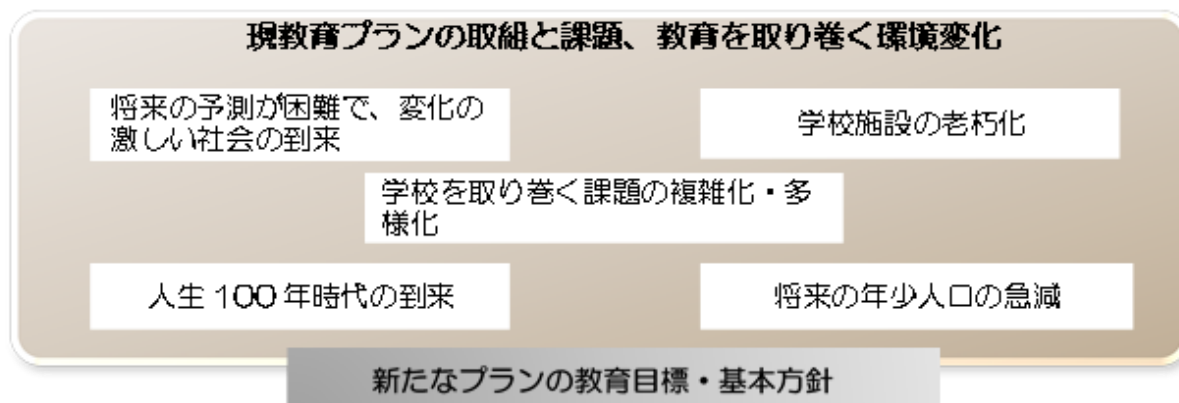 現教育プランの取組と課題、教育を取り巻く環境変化
将来の予測が困難で、変化の
激しい社会の到来
学校施設の老朽化
学校を取り巻く課題の複雑化・多
様化
人生100年時代の到来
将来の年少人口の急減
新たなプランの教育目標・基本方針